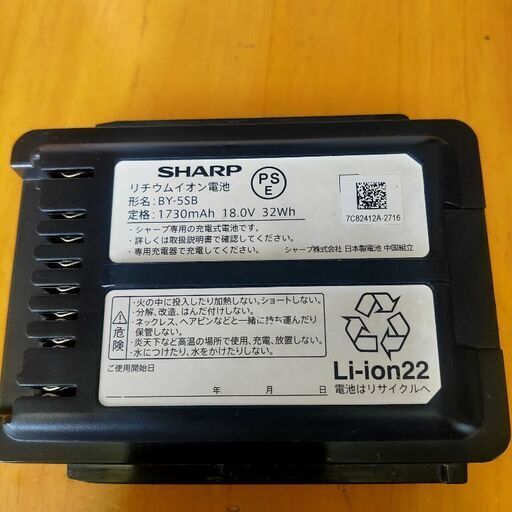 SHARP
PS
E
リチウムイオン電池
形名:BY-5SB
定格:1730mAh 18.0V 32Wh
・シャープ専用の充電式電池です。
・詳しくは取扱説明書で確認してください。
・専用充電器で充電してください。
7C82412A-2716
シャープ株式会社 日本製電池 中国組立
危険
・火の中に投入したり加熱しない。ショートしない。
・分解、改造、はんだ付けしない。
・ネックレス、ヘアピンなどと一緒に持ち運んだり
保管しない。
・炎天下など高温の場所で使用、充電、放置しない。
・水につけたり、水をかけたりしない。
ご使用開始日
年 月 日
Li-ion22
電池はリサイクルへ